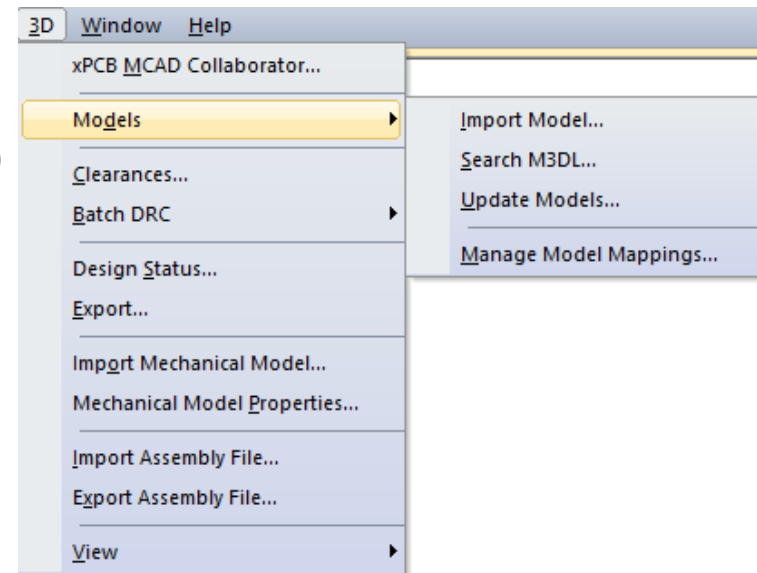 3D Window Help
xPCB MCAD Collaborator...
Models
Import Model...
Search M3DL...
Update Models...
Manage Model Mappings...
Clearances...
Batch DRC
Design Status...
Export...
Import Mechanical Model...
Mechanical Model Properties...
Import Assembly File...
Export Assembly File...
View